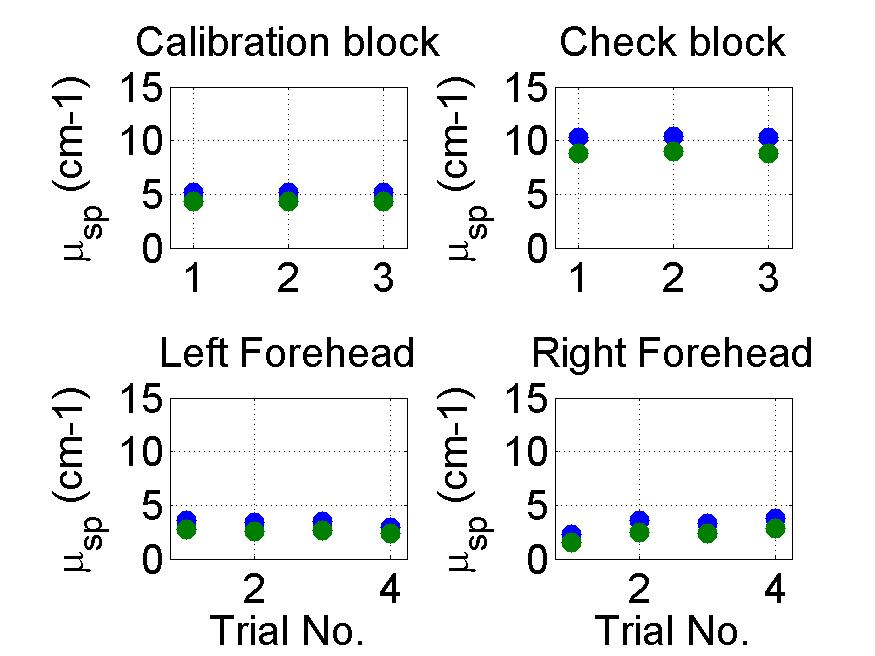 Calibration block
15
10
5
0
μsp (cm-1)
1 2 3
Check block
15
10
5
0
μsp (cm-1)
1 2 3
Left Forehead
15
10
5
0
μsp (cm-1)
2 4
Trial No.
Right Forehead
15
10
5
0
μsp (cm-1)
2 4
Trial No.